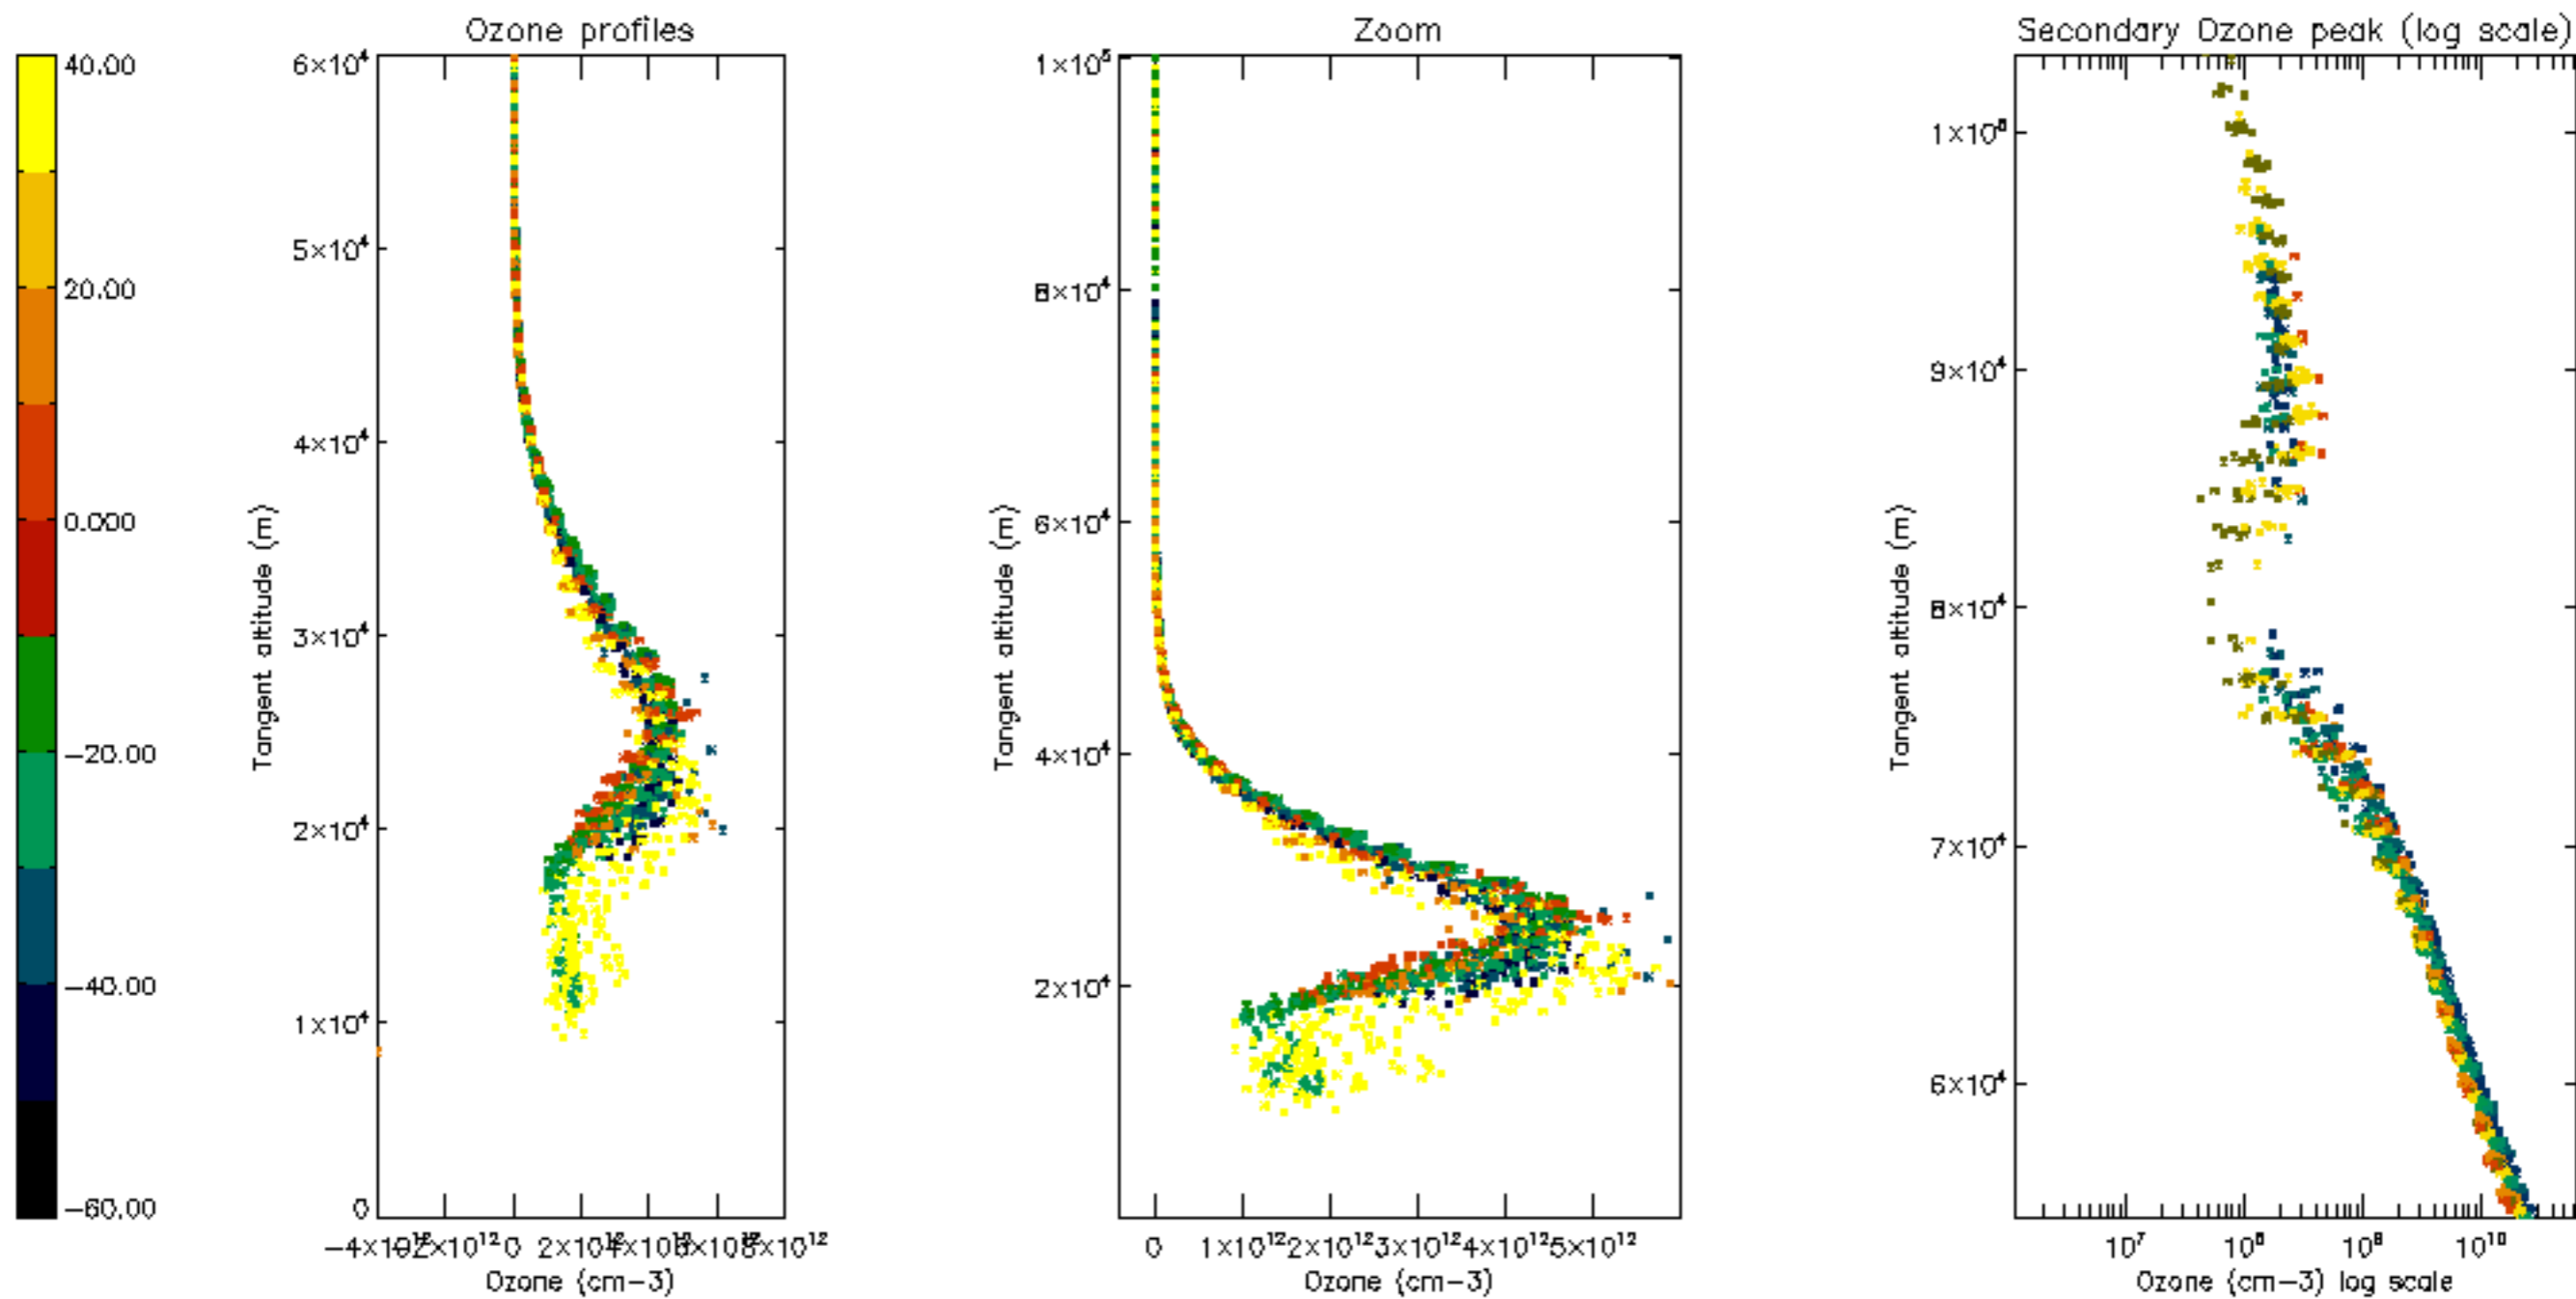 Ozone profiles
Zoom
Secondary Ozone peak (log scale)
40.00
20.00
0.000
−20.00
−40.00
−60.00
6×10⁴
5×10⁴
4×10⁴
3×10⁴
2×10⁴
1×10⁴
0
Tangent altitude (m)
0
Ozone (cm−3)
1×10⁵
8×10⁴
6×10⁴
4×10⁴
2×10⁴
Tangent altitude (m)
0 1×10¹² 2×10¹² 3×10¹² 4×10¹² 5×10¹²
Ozone (cm−3)
9×10⁴
8×10⁴
7×10⁴
6×10⁴
Tangent altitude (m)
10⁷ 10⁸ 10⁹ 10¹⁰
Ozone (cm−3) log scale